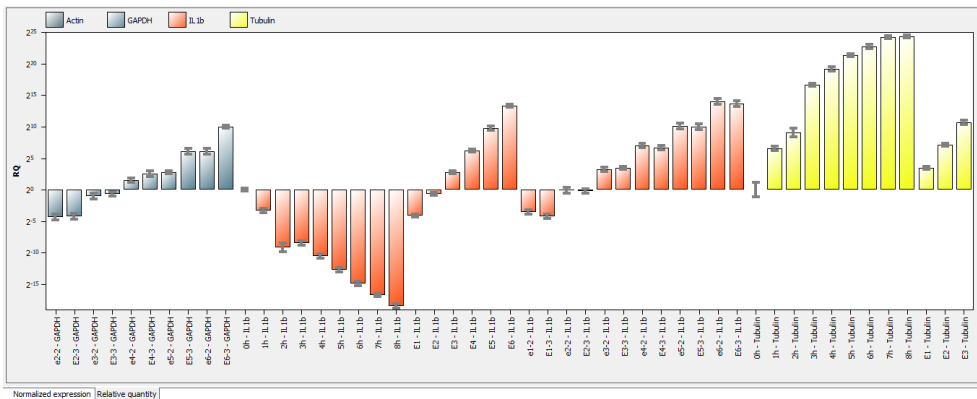 Actin GAPDH IL1b Tubulin
RQ
2^25
2^20
2^15
2^10
2^5
2^0
2^-5
2^-10
2^-15
e2-2 - GAPDH
E2-3 - GAPDH
e3-2 - GAPDH
E3-3 - GAPDH
e4-2 - GAPDH
E4-3 - GAPDH
e5-2 - GAPDH
E5-3 - GAPDH
e6-2 - GAPDH
E6-3 - GAPDH
0h - IL1b
1h - IL1b
2h - IL1b
3h - IL1b
4h - IL1b
5h - IL1b
6h - IL1b
7h - IL1b
8h - IL1b
E1 - IL1b
E2 - IL1b
E3 - IL1b
E4 - IL1b
E5 - IL1b
E6 - IL1b
e1-2 - IL1b
E1-3 - IL1b
e2-2 - IL1b
E2-3 - IL1b
e3-2 - IL1b
E3-3 - IL1b
e4-2 - IL1b
E4-3 - IL1b
e5-2 - IL1b
E5-3 - IL1b
e6-2 - IL1b
E6-3 - IL1b
0h - Tubulin
1h - Tubulin
2h - Tubulin
3h - Tubulin
4h - Tubulin
5h - Tubulin
6h - Tubulin
7h - Tubulin
8h - Tubulin
E1 - Tubulin
E2 - Tubulin
E3 - Tubulin
Normalized expression Relative quantity